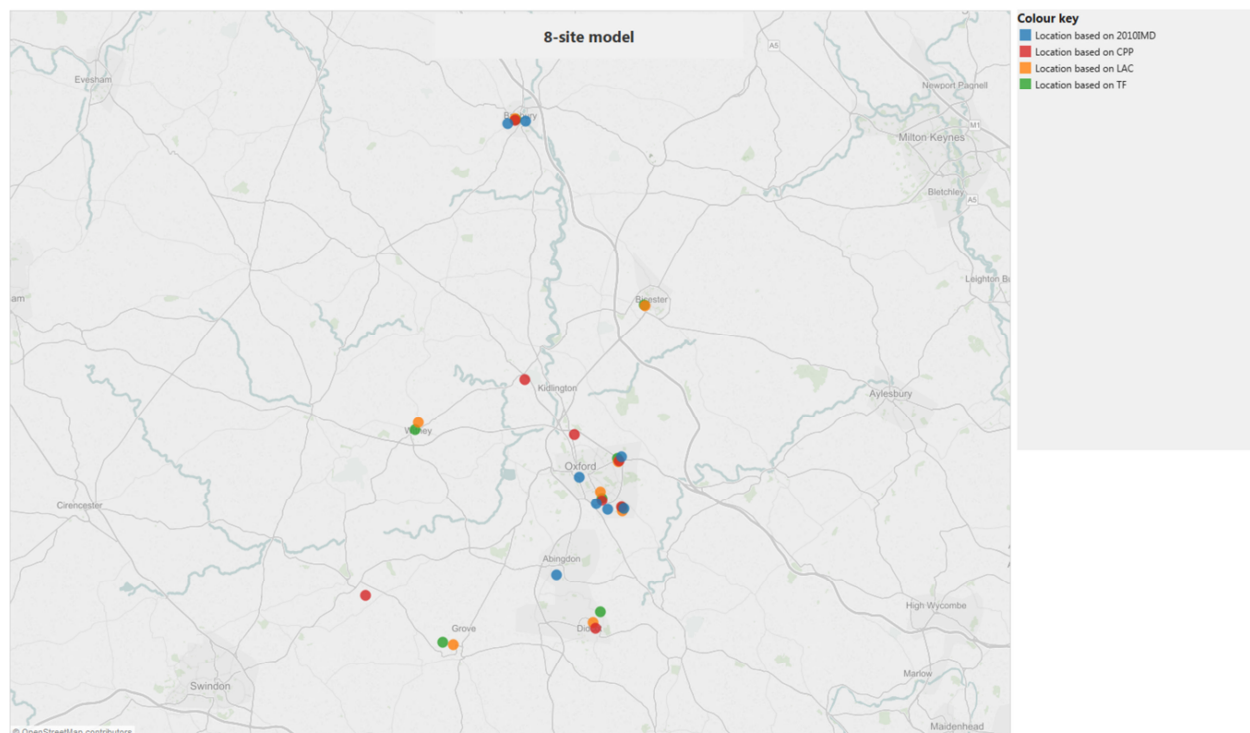 8-site model
Colour key
Location based on 2010IMD
Location based on CPP
Location based on LAC
Location based on TF
A5
Evesham
Newport Pagnell
M1
Milton Keynes
Bletchley
A5
Leighton B
am
Bicester
Kidlington
Aylesbury
Oxford
Cirencester
Abingdon
High Wycombe
Grove
Marlow
Swindon
Maidenhead
© OpenStreetMap contributors